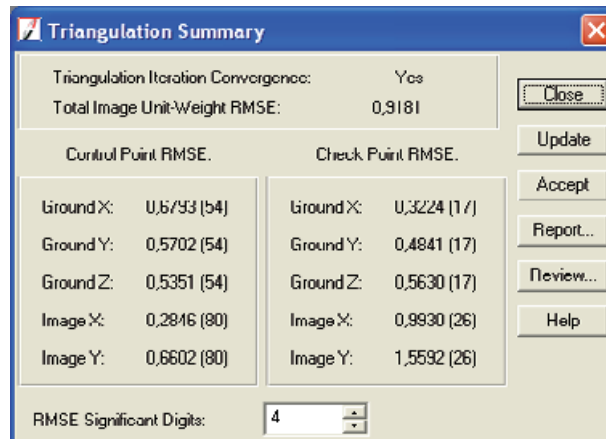 Triangulation Summary
Triangulation Iteration Convergence: Yes
Total Image Unit-Weight RMSE: 0,9181
Control Point RMSE.
Ground X: 0,6793 (54)
Ground Y: 0,5702 (54)
Ground Z: 0,5351 (54)
Image X: 0,2846 (80)
Image Y: 0,6602 (80)
Check Point RMSE.
Ground X: 0,3224 (17)
Ground Y: 0,4841 (17)
Ground Z: 0,5630 (17)
Image X: 0,9930 (26)
Image Y: 1,5592 (26)
RMSE Significant Digits: 4
Close
Update
Accept
Report...
Review...
Help